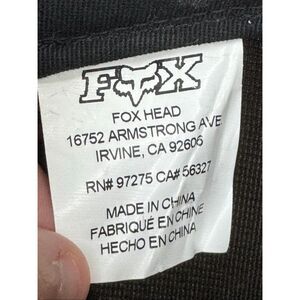 FOX
FOX HEAD
16752 ARMSTRONG AVE
IRVINE, CA 92606
RN# 97275 CA# 56327
MADE IN CHINA
FABRIQUÉ EN CHINE
HECHO EN CHINA